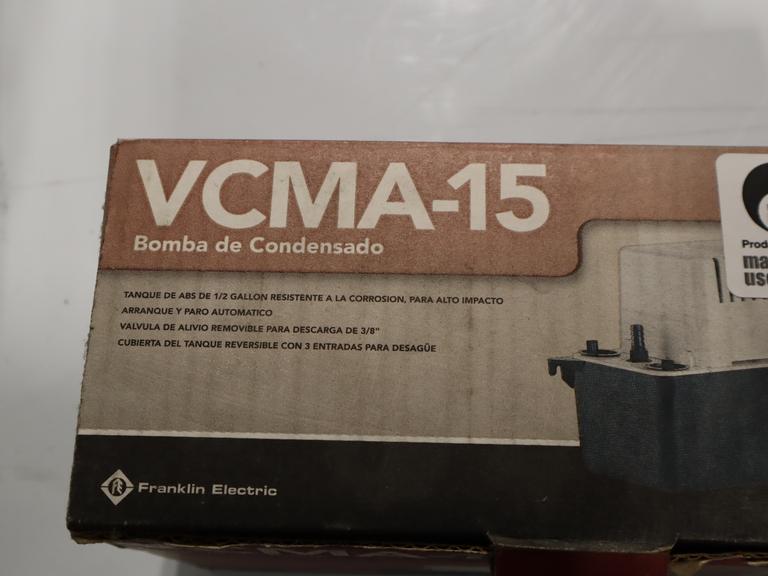 VCMA-15
Bomba de Condensado
TANQUE DE ABS DE 1/2 GALLON RESISTENTE A LA CORROSION, PARA ALTO IMPACTO
ARRANQUE Y PARO AUTOMATICO
VALVULA DE ALIVIO REMOVIBLE PARA DESCARGA DE 3/8"
CUBIERTA DEL TANQUE REVERSIBLE CON 3 ENTRADAS PARA DESAGÜE
Franklin Electric